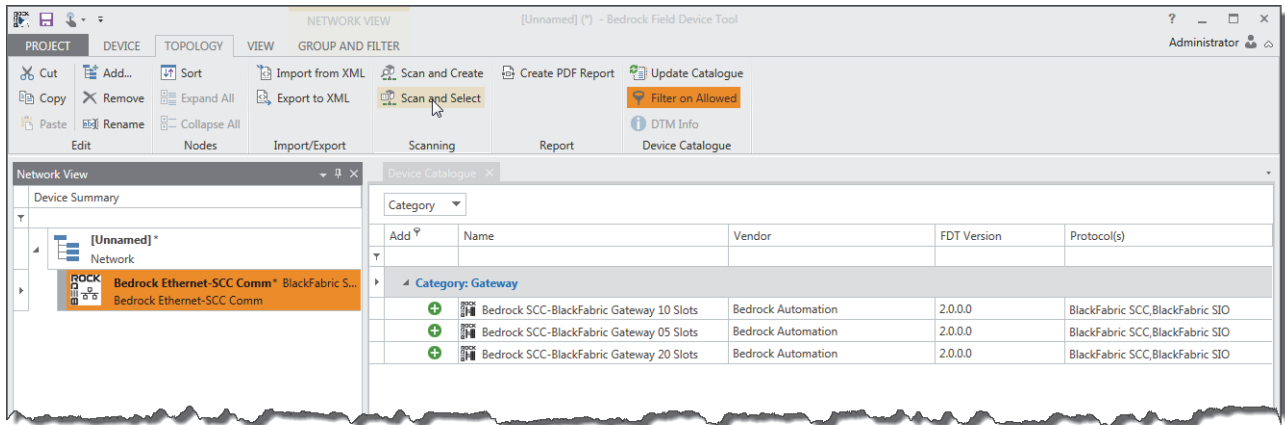 NETWORK VIEW
[Unnamed] (*) - Bedrock Field Device Tool
?
PROJECT DEVICE TOPOLOGY VIEW GROUP AND FILTER
Administrator
Cut Add... Sort Import from XML Scan and Create Create PDF Report Update Catalogue
Copy Remove Expand All Export to XML Scan and Select Filter on Allowed
Paste Rename Collapse All DTM Info
Edit Nodes Import/Export Scanning Report Device Catalogue
Network View
Device Summary
[Unnamed] *
Network
BEDROCK
Bedrock Ethernet-SCC Comm* BlackFabric S...
Bedrock Ethernet-SCC Comm
Device Catalogue
Category
Add Name Vendor FDT Version Protocol(s)
Category: Gateway
Bedrock SCC-BlackFabric Gateway 10 Slots Bedrock Automation 2.0.0.0 BlackFabric SCC,BlackFabric SIO
Bedrock SCC-BlackFabric Gateway 05 Slots Bedrock Automation 2.0.0.0 BlackFabric SCC,BlackFabric SIO
Bedrock SCC-BlackFabric Gateway 20 Slots Bedrock Automation 2.0.0.0 BlackFabric SCC,BlackFabric SIO